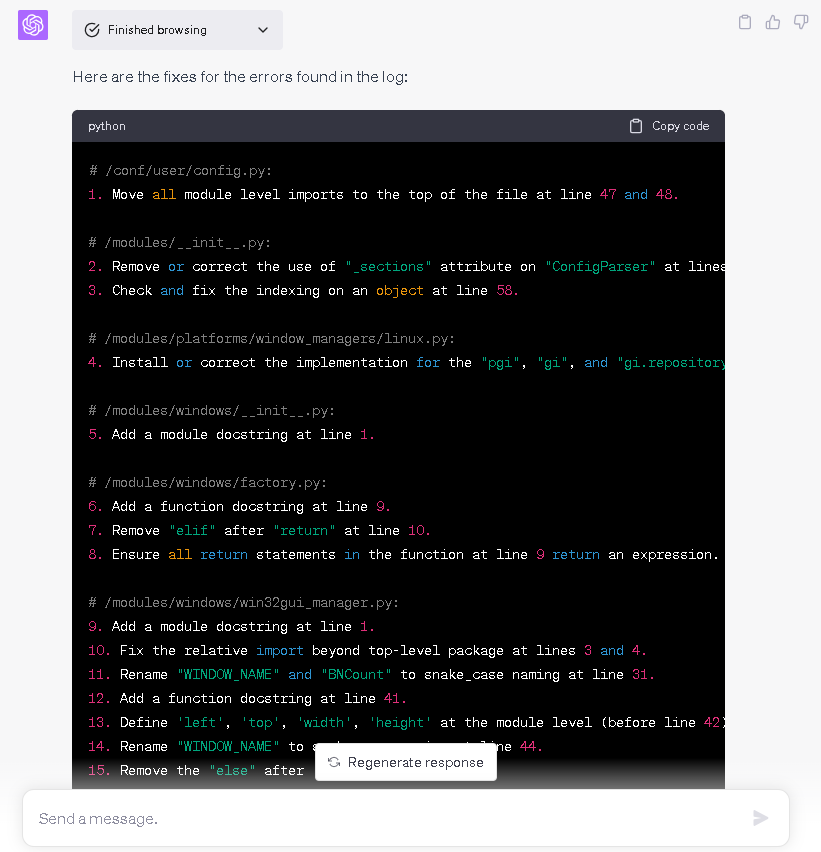 Finished browsing
Here are the fixes for the errors found in the log:
python
Copy code
# /conf/user/config.py:
1. Move all module level imports to the top of the file at line 47 and 48.
# /modules/__init__.py:
2. Remove or correct the use of "_sections" attribute on "ConfigParser" at lines
3. Check and fix the indexing on an object at line 58.
# /modules/platforms/window_managers/linux.py:
4. Install or correct the implementation for the "pgi", "gi", and "gi.repository
# /modules/windows/__init__.py:
5. Add a module docstring at line 1.
# /modules/windows/factory.py:
6. Add a function docstring at line 9.
7. Remove "elif" after "return" at line 10.
8. Ensure all return statements in the function at line 9 return an expression.
# /modules/windows/win32gui_manager.py:
9. Add a module docstring at line 1.
10. Fix the relative import beyond top-level package at lines 3 and 4.
11. Rename "WINDOW_NAME" and "BNCount" to snake_case naming at line 31.
12. Add a function docstring at line 41.
13. Define 'left', 'top', 'width', 'height' at the module level (before line 42)
14. Rename "WINDOW_NAME" to line 44.
15. Remove the "else" after
Regenerate response
Send a message.